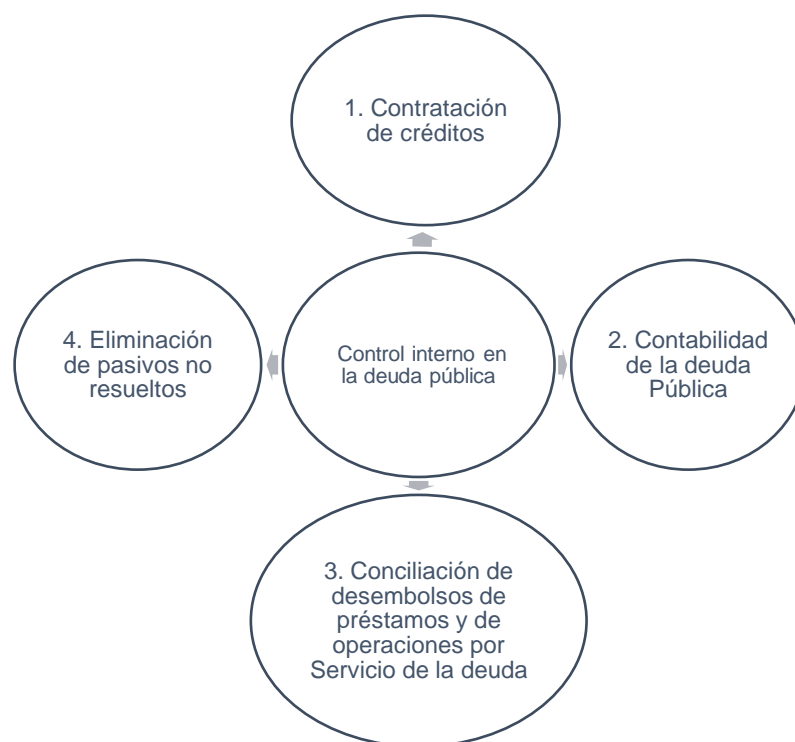 1. Contratación
de créditos
4. Eliminación
de pasivos no
resueltos
Control interno en
la deuda pública
2. Contabilidad
de la deuda
Pública
3. Conciliación de
desembolsos de
préstamos y de
operaciones por
Servicio de la deuda